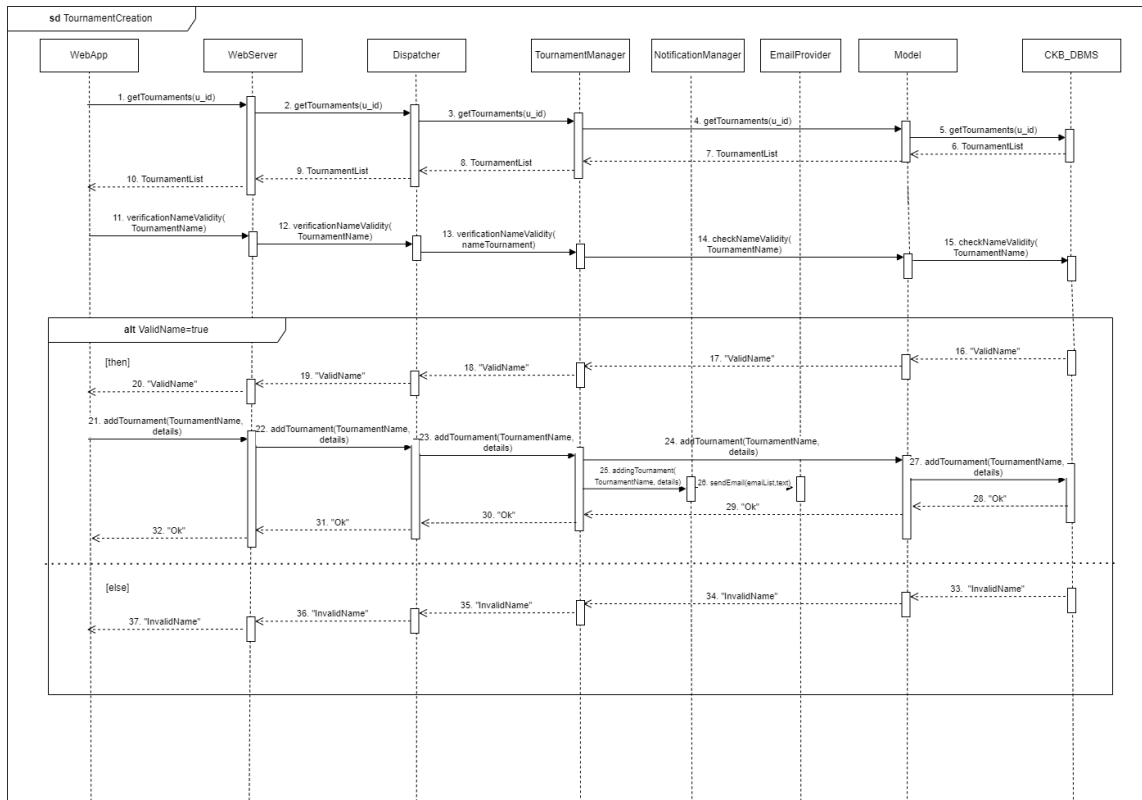 sd TournamentCreation
WebApp
WebServer
Dispatcher
TournamentManager
NotificationManager
EmailProvider
Model
CKB_DBMS
1. getTournaments(u_id)
2. getTournaments(u_id)
3. getTournaments(u_id)
4. getTournaments(u_id)
5. getTournaments(u_id)
6. TournamentList
7. TournamentList
8. TournamentList
9. TournamentList
10. TournamentList
11. verificationNameValidity(
TournamentName)
12. verificationNameValidity(
TournamentName)
13. verificationNameValidity(
nameTournament)
14. checkNameValidity(
TournamentName)
15. checkNameValidity(
TournamentName)
alt ValidName=true
[then]
16. "ValidName"
17. "ValidName"
18. "ValidName"
19. "ValidName"
20. "ValidName"
21. addTournament(TournamentName,
details)
22. addTournament(TournamentName,
details)
23. addTournament(TournamentName,
details)
24. addTournament(TournamentName,
details)
25. addingTournament(
TournamentName, details)
26. sendEmail(emaiList,text)
27. addTournament(TournamentName,
details)
28. "Ok"
29. "Ok"
30. "Ok"
31. "Ok"
32. "Ok"
[else]
33. "InvalidName"
34. "InvalidName"
35. "InvalidName"
36. "InvalidName"
37. "InvalidName"